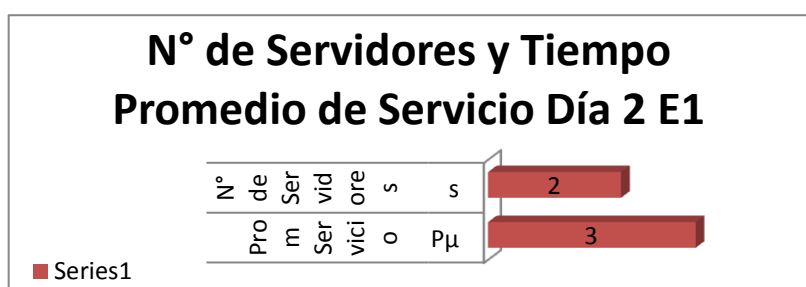 N° de Servidores y Tiempo
Promedio de Servicio Día 2 E1
N°
de
Ser
vid
ore
s
s
2
Pro
m
Ser
vici
o
Pµ
3
Series1